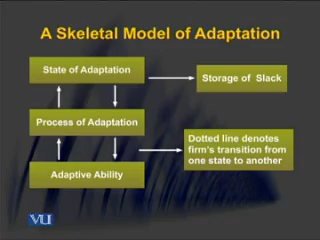 A Skeletal Model of Adaptation
State of Adaptation
Storage of Slack
Process of Adaptation
Dotted line denotes
firm's transition from
one state to another
Adaptive Ability
VU